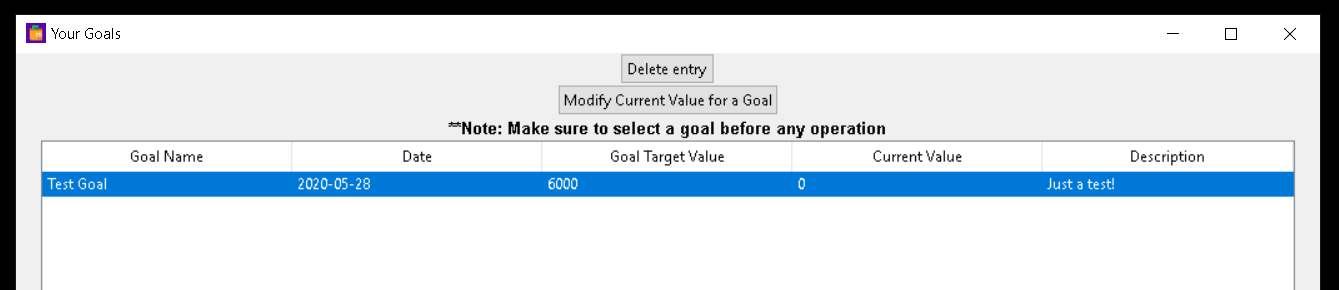 Your Goals
Delete entry
Modify Current Value for a Goal
**Note: Make sure to select a goal before any operation
Goal Name Date Goal Target Value Current Value Description
Test Goal 2020-05-28 6000 0 Just a test!